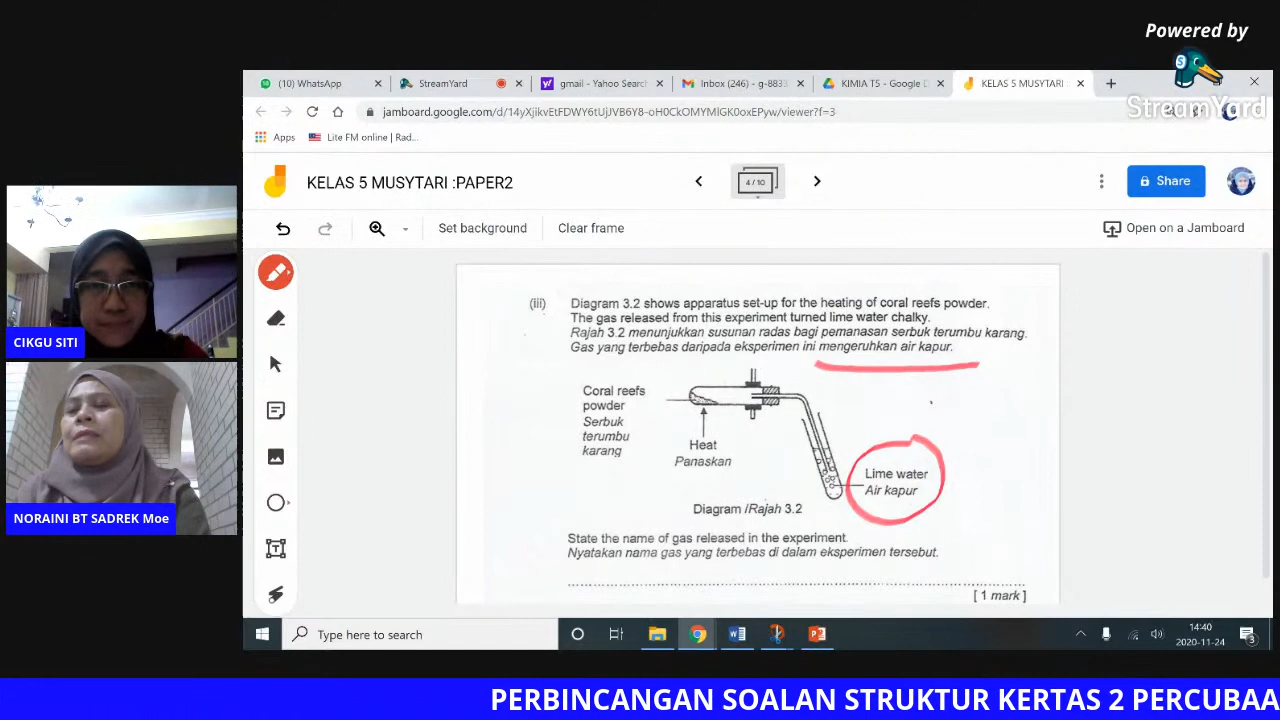 Powered by
StreamYard
(10) WhatsApp
StreamYard
gmail - Yahoo Search
Inbox (246) - g-8833
KIMIA T5 - Google D
KELAS 5 MUSYTARI :
jamboard.google.com/d/14yXjikvEtFDWY6tUjJVB6Y8-oH0CkOMYMlGK0oxEPyw/viewer?f=3
Apps
Lite FM online | Rad...
KELAS 5 MUSYTARI :PAPER2
4 / 10
Share
Set background
Clear frame
Open on a Jamboard
(iii) Diagram 3.2 shows apparatus set-up for the heating of coral reefs powder.
The gas released from this experiment turned lime water chalky.
Rajah 3.2 menunjukkan susunan radas bagi pemanasan serbuk terumbu karang.
Gas yang terbebas daripada eksperimen ini mengeruhkan air kapur.
Coral reefs
powder
Serbuk
terumbu
karang
Heat
Panaskan
Lime water
Air kapur
Diagram /Rajah 3.2
State the name of gas released in the experiment.
Nyatakan nama gas yang terbebas di dalam eksperimen tersebut.
[ 1 mark ]
CIKGU SITI
NORAINI BT SADREK Moe
Type here to search
14:40
2020-11-24
3
PERBINCANGAN SOALAN STRUKTUR KERTAS 2 PERCUBAA